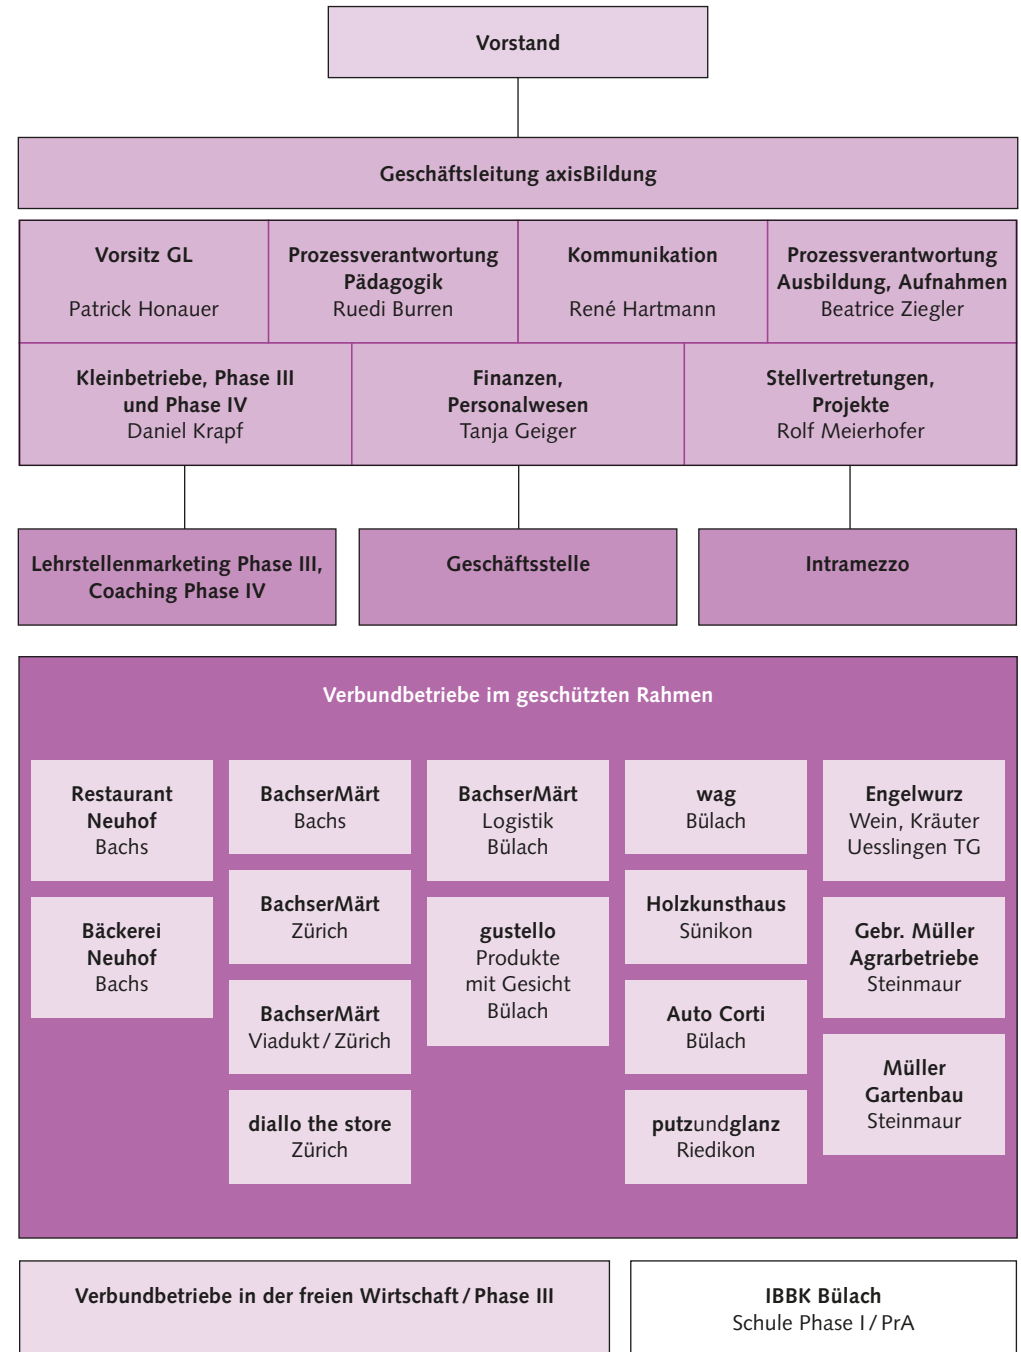 Vorstand
Geschäftsleitung axisBildung
Vorsitz GL
Patrick Honauer
Prozessverantwortung
Pädagogik
Ruedi Burren
Kommunikation
René Hartmann
Prozessverantwortung
Ausbildung, Aufnahmen
Beatrice Ziegler
Kleinbetriebe, Phase III
und Phase IV
Daniel Krapf
Finanzen,
Personalwesen
Tanja Geiger
Stellvertretungen,
Projekte
Rolf Meierhofer
Lehrstellenmarketing Phase III,
Coaching Phase IV
Geschäftsstelle
Intramezzo
Verbundbetriebe im geschützten Rahmen
Restaurant
Neuhof
Bachs
Bäckerei
Neuhof
Bachs
BachserMärt
Bachs
BachserMärt
Zürich
BachserMärt
Viadukt / Zürich
diallo the store
Zürich
BachserMärt
Logistik
Bülach
gustello
Produkte
mit Gesicht
Bülach
wag
Bülach
Holzkunsthaus
Sünikon
Auto Corti
Bülach
putzundglanz
Riedikon
Engelwurz
Wein, Kräuter
Uesslingen TG
Gebr. Müller
Agrarbetriebe
Steinmaur
Müller
Gartenbau
Steinmaur
Verbundbetriebe in der freien Wirtschaft / Phase III
IBBK Bülach
Schule Phase I / PrA